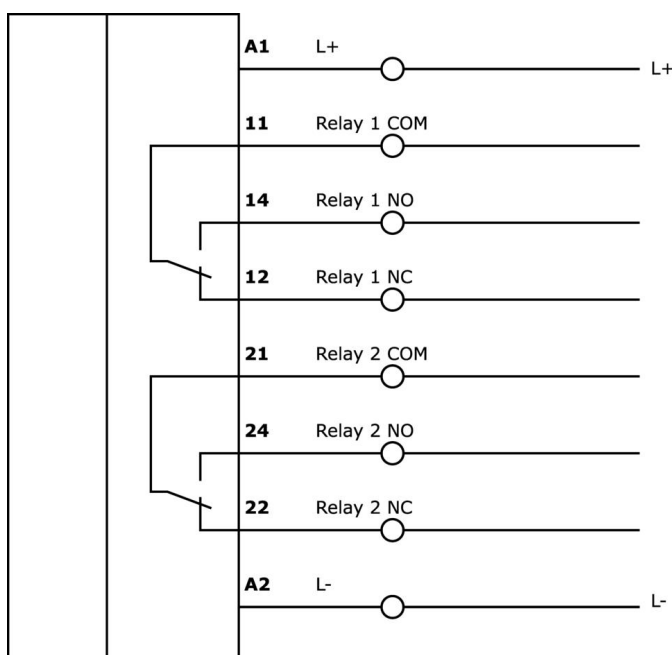 A1 L+
L+
11 Relay 1 COM
14 Relay 1 NO
12 Relay 1 NC
21 Relay 2 COM
24 Relay 2 NO
22 Relay 2 NC
A2 L-
L-